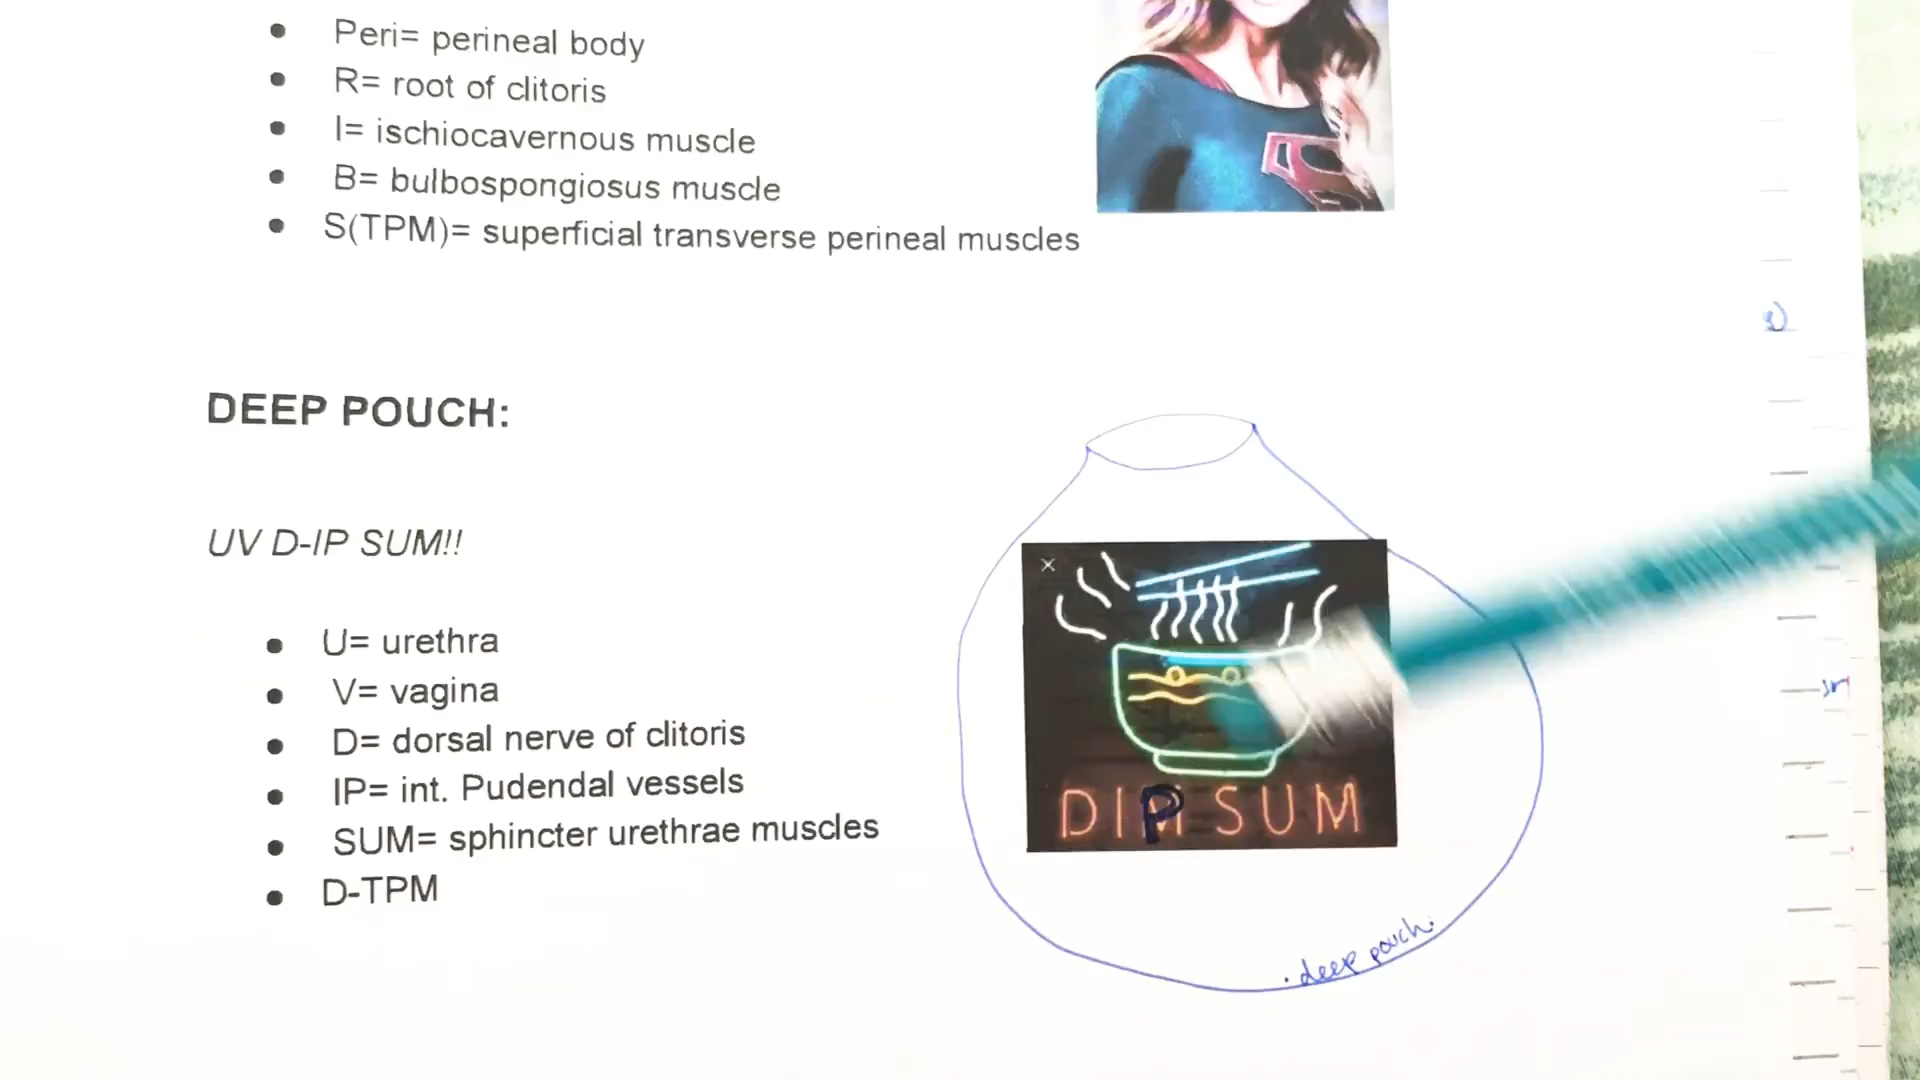 Peri= perineal body
R= root of clitoris
I= ischiocavernous muscle
B= bulbospongiosus muscle
S(TPM)= superficial transverse perineal muscles
DEEP POUCH:
UV D-IP SUM!!
U= urethra
V= vagina
D= dorsal nerve of clitoris
IP= int. Pudendal vessels
SUM= sphincter urethrae muscles
D-TPM
DIP SUM
. deep pouch.